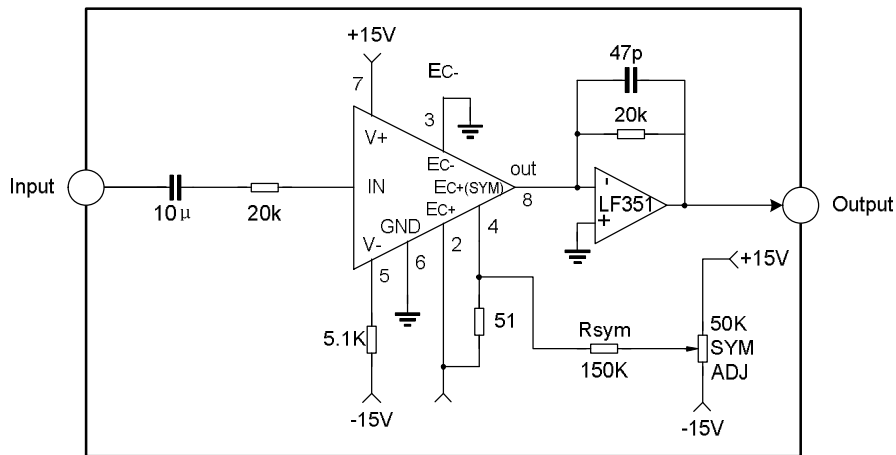 +15V
7
EC-
3
V+
EC-
EC+(SYM)
out
8
IN
EC+
GND
V-
5
6
2
4
Input
10μ
20k
47p
20k
-
LF351
+
Output
5.1K
-15V
51
Rsym
150K
+15V
50K
SYM
ADJ
-15V